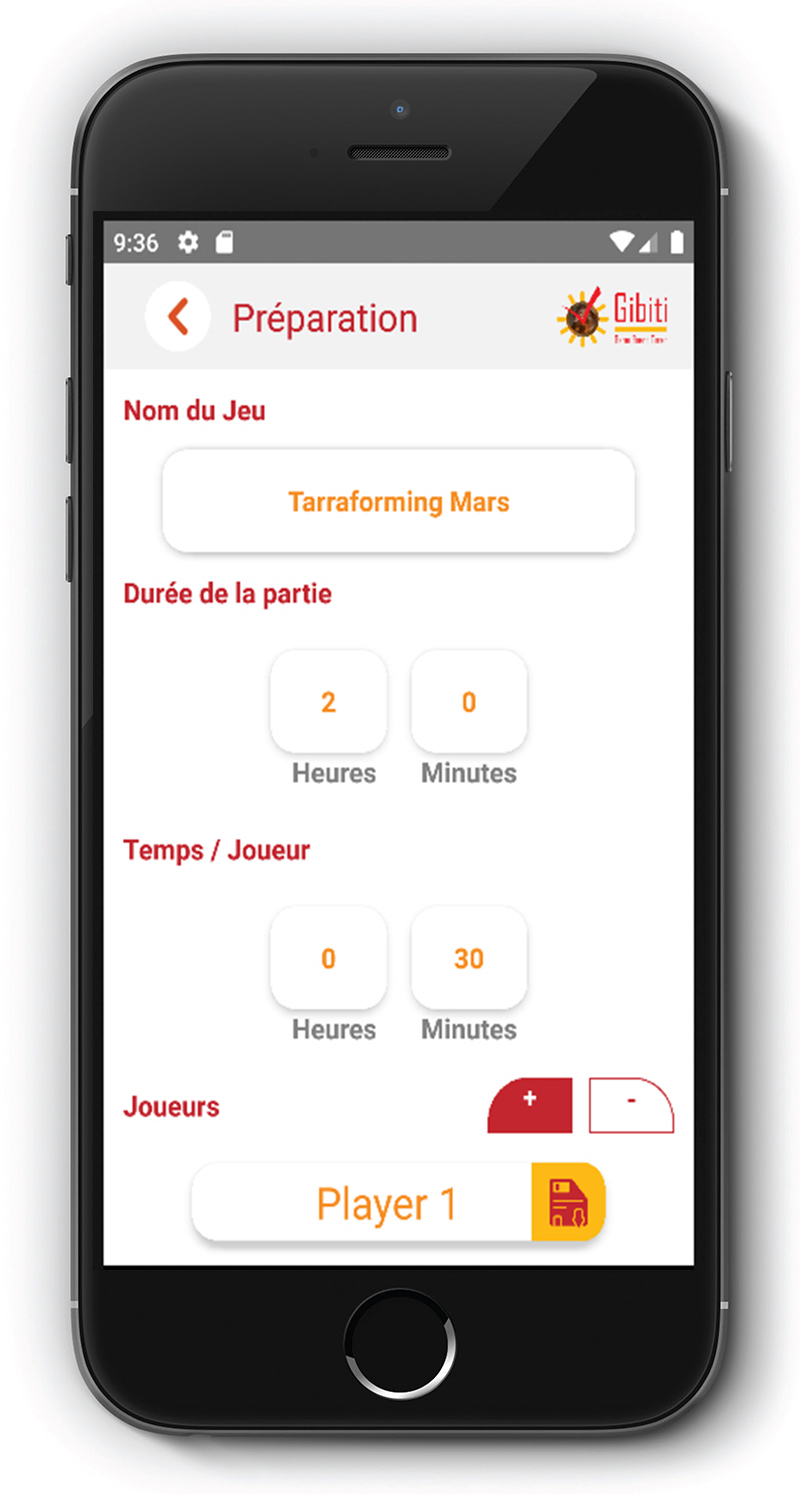 9:36
Préparation
Gibiti
Nom du Jeu
Tarraforming Mars
Durée de la partie
2 0
Heures Minutes
Temps / Joueur
0 30
Heures Minutes
Joueurs + -
Player 1